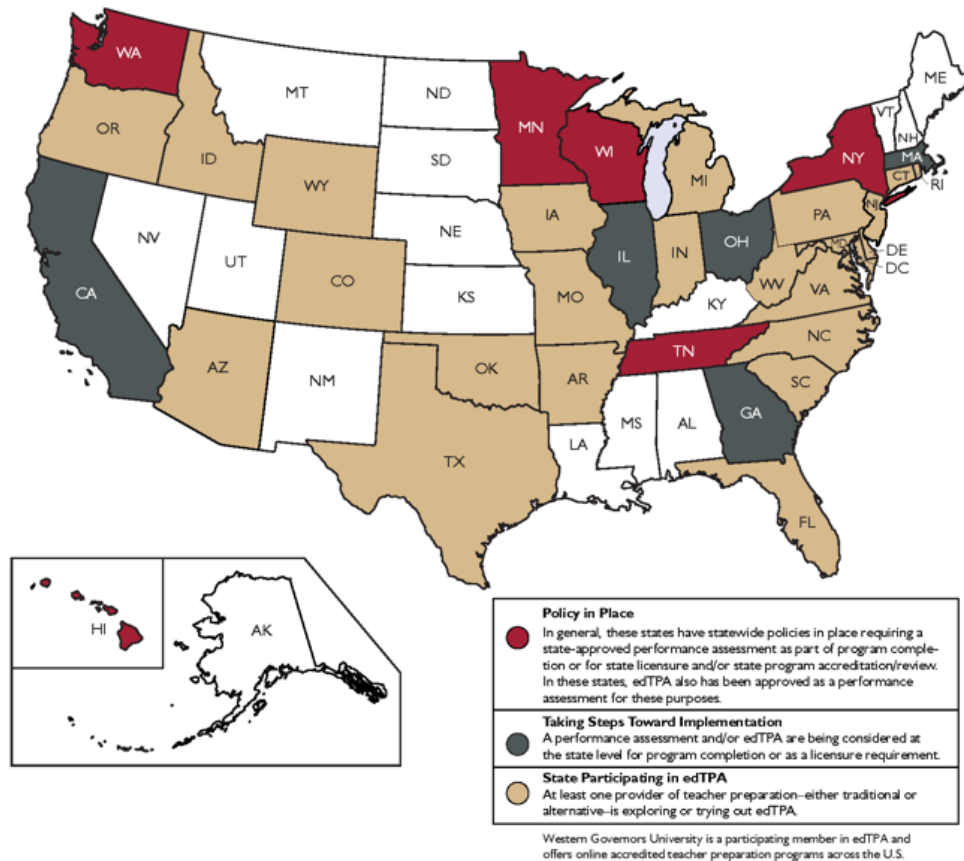 WA
MT
ND
ME
OR
MN
VT
NH
ID
SD
WI
NY
MA
WY
MI
CT
RI
IA
PA
NJ
NE
NV
OH
MD
DE
IL
IN
DC
UT
CO
WV
VA
CA
KS
MO
KY
NC
TN
AZ
OK
AR
SC
NM
MS
AL
GA
LA
TX
FL
HI
AK
Policy in Place
In general, these states have statewide policies in place requiring a
state-approved performance assessment as part of program comple-
tion or for state licensure and/or state program accreditation/review.
In these states, edTPA also has been approved as a performance
assessment for these purposes.
Taking Steps Toward Implementation
A performance assessment and/or edTPA are being considered at
the state level for program completion or as a licensure requirement.
State Participating in edTPA
At least one provider of teacher preparation–either traditional or
alternative–is exploring or trying out edTPA.
Western Governors University is a participating member in edTPA and
offers online accredited teacher preparation programs across the U.S.